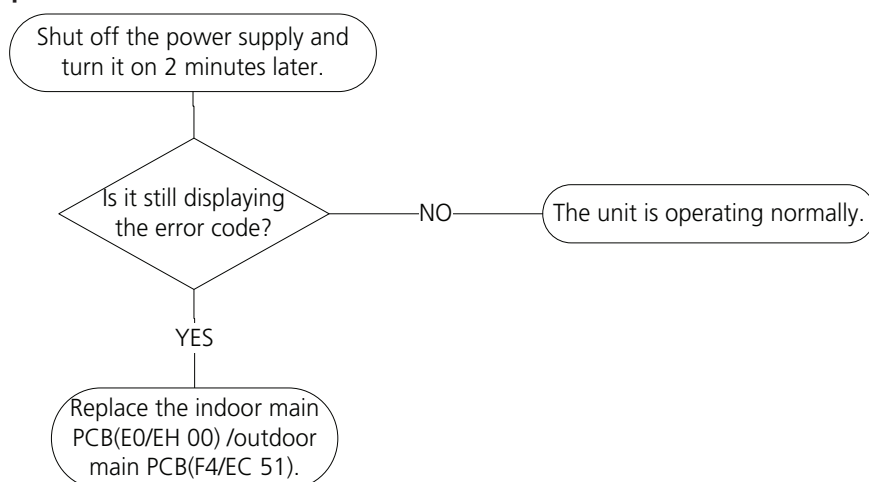 Shut off the power supply and
turn it on 2 minutes later.
Is it still displaying
the error code?
NO
The unit is operating normally.
YES
Replace the indoor main
PCB(E0/EH 00) /outdoor
main PCB(F4/EC 51).